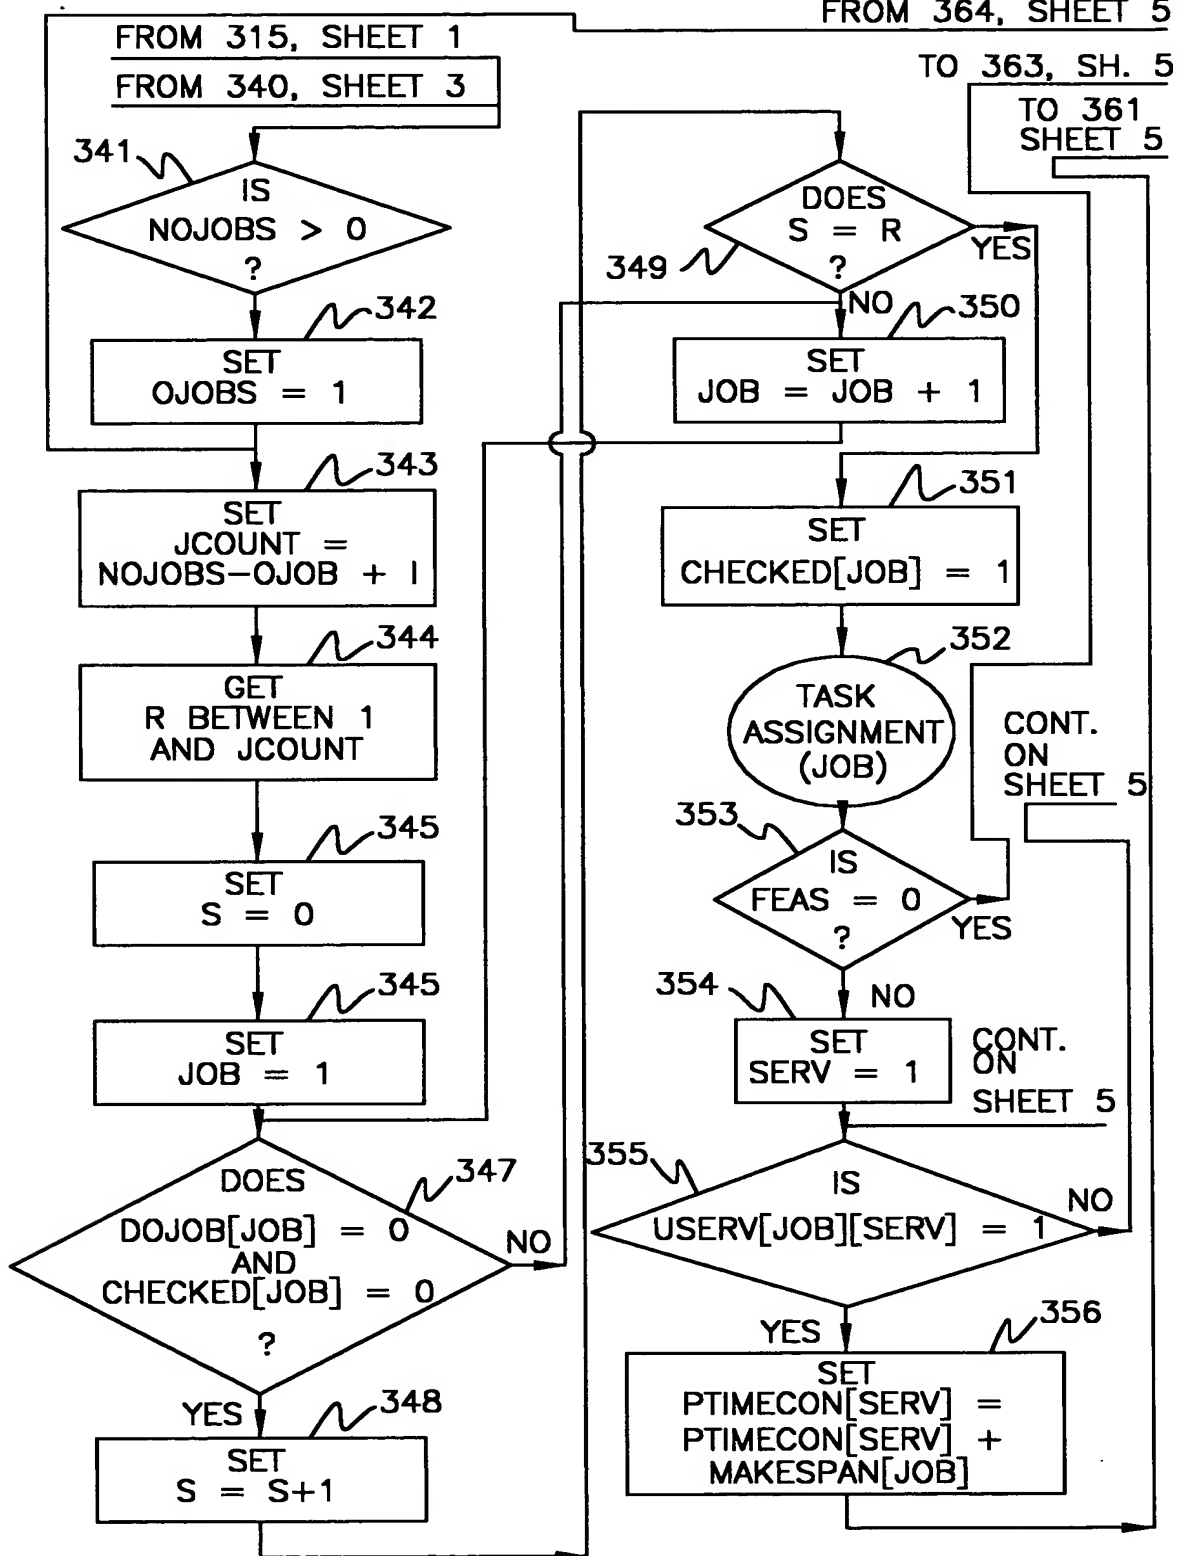 FROM 364, SHEET 5
FROM 315, SHEET 1
FROM 340, SHEET 3
TO 363, SH. 5
TO 361
SHEET 5
341
IS
NOJOBS > 0
?
342
SET
OJOBS = 1
343
SET
JCOUNT =
NOJOBS-OJOB + I
344
GET
R BETWEEN 1
AND JCOUNT
345
SET
S = 0
345
SET
JOB = 1
347
DOES
DOJOB[JOB] = 0
AND
CHECKED[JOB] = 0
?
NO
YES
348
SET
S = S+1
DOES
S = R
?
349
YES
NO
350
SET
JOB = JOB + 1
351
SET
CHECKED[JOB] = 1
352
TASK
ASSIGNMENT
(JOB)
CONT.
ON
SHEET 5
353
IS
FEAS = 0
?
YES
NO
354
SET
SERV = 1
CONT.
ON
SHEET 5
355
IS
USERV[JOB][SERV] = 1
NO
YES
356
SET
PTIMECON[SERV] =
PTIMECON[SERV] +
MAKESPAN[JOB]